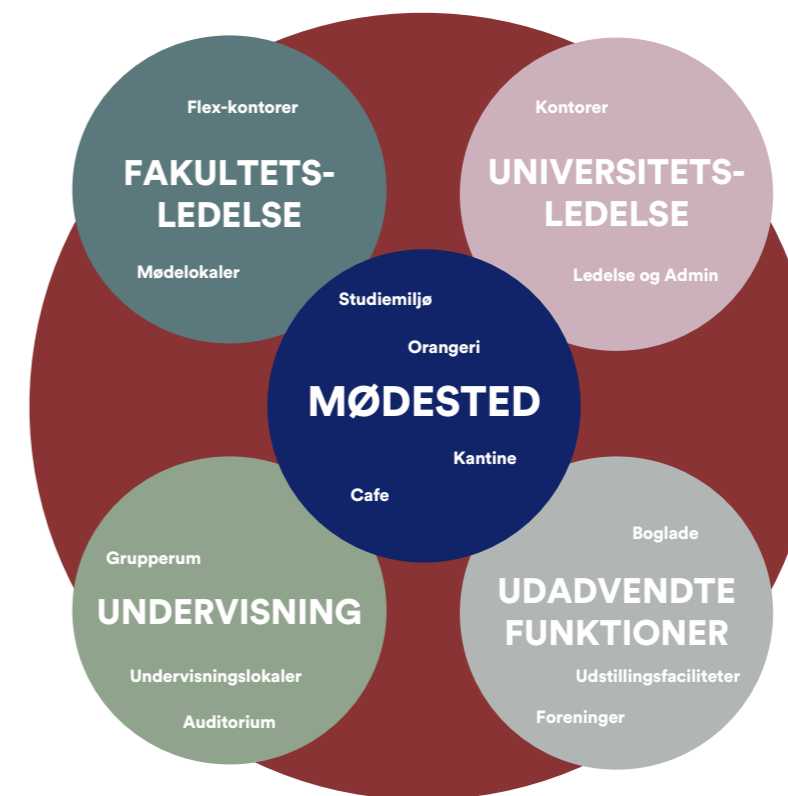 Flex-kontorer
FAKULTETS-
LEDELSE
Mødelokaler
Kontorer
UNIVERSITETS-
LEDELSE
Ledelse og Admin
Studiemiljø
Orangeri
MØDESTED
Kantine
Cafe
Grupperum
UNDERVISNING
Undervisningslokaler
Auditorium
Boglade
UDADVENDTE
FUNKTIONER
Udstillingsfaciliteter
Foreninger